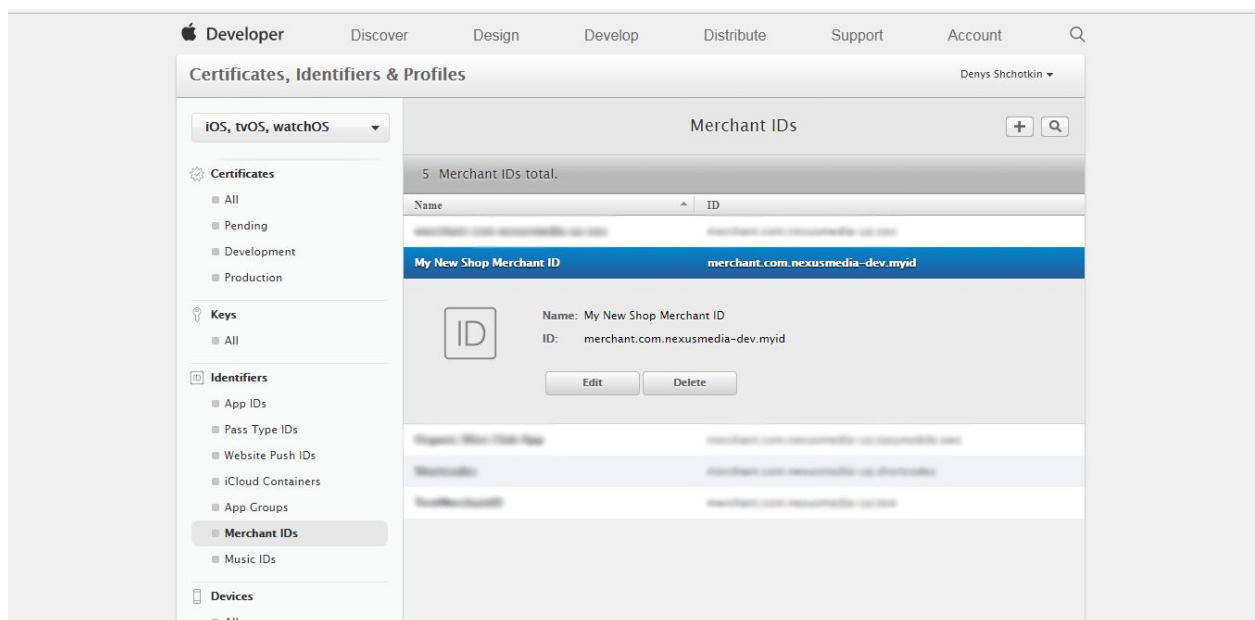 Developer Discover Design Develop Distribute Support Account
Certificates, Identifiers & Profiles Denys Shchotkin
iOS, tvOS, watchOS
Merchant IDs
Certificates
All
Pending
Development
Production
Keys
All
Identifiers
App IDs
Pass Type IDs
Website Push IDs
iCloud Containers
App Groups
Merchant IDs
Music IDs
Devices
5 Merchant IDs total.
Name ID
My New Shop Merchant ID merchant.com.nexusmedia-dev.myid
ID
Name: My New Shop Merchant ID
ID: merchant.com.nexusmedia-dev.myid
Edit Delete